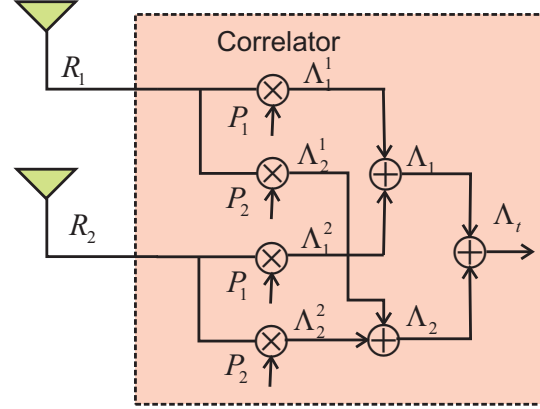 Correlator
R₁
Λ₁¹
P₁
Λ₂¹
Λ₁
P₂
R₂
Λ₁²
Λₜ
P₁
Λ₂²
Λ₂
P₂